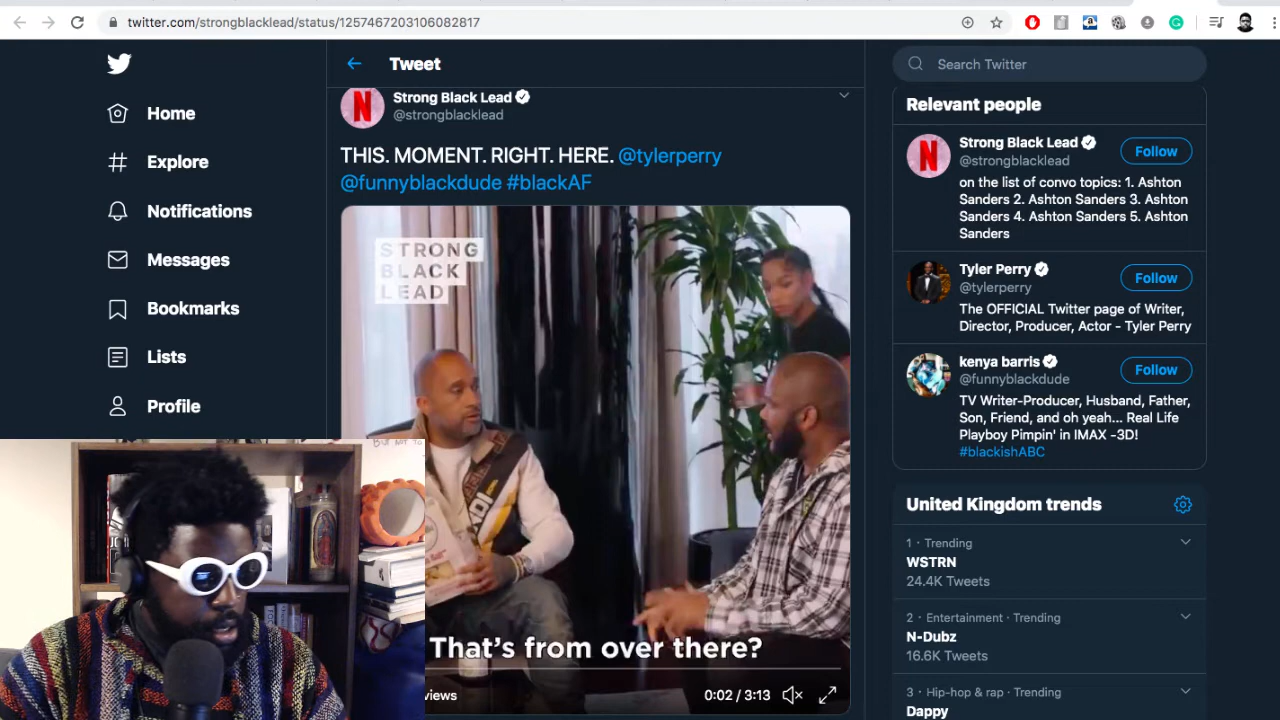 twitter.com/strongblacklead/status/1257467203106082817
Home
Explore
Notifications
Messages
Bookmarks
Lists
Profile
Tweet
Strong Black Lead
@strongblacklead
THIS. MOMENT. RIGHT. HERE. @tylerperry
@funnyblackdude #blackAF
STRONG
BLACK
LEAD
That's from over there?
views
0:02 / 3:13
Search Twitter
Relevant people
Strong Black Lead
@strongblacklead
Follow
on the list of convo topics: 1. Ashton
Sanders 2. Ashton Sanders 3. Ashton
Sanders 4. Ashton Sanders 5. Ashton
Sanders
Tyler Perry
@tylerperry
Follow
The OFFICIAL Twitter page of Writer,
Director, Producer, Actor - Tyler Perry
kenya barris
@funnyblackdude
Follow
TV Writer-Producer, Husband, Father,
Son, Friend, and oh yeah... Real Life
Playboy Pimpin' in IMAX -3D!
#blackishABC
United Kingdom trends
1 · Trending
WSTRN
24.4K Tweets
2 · Entertainment · Trending
N-Dubz
16.6K Tweets
3 · Hip-hop & rap · Trending
Dappy